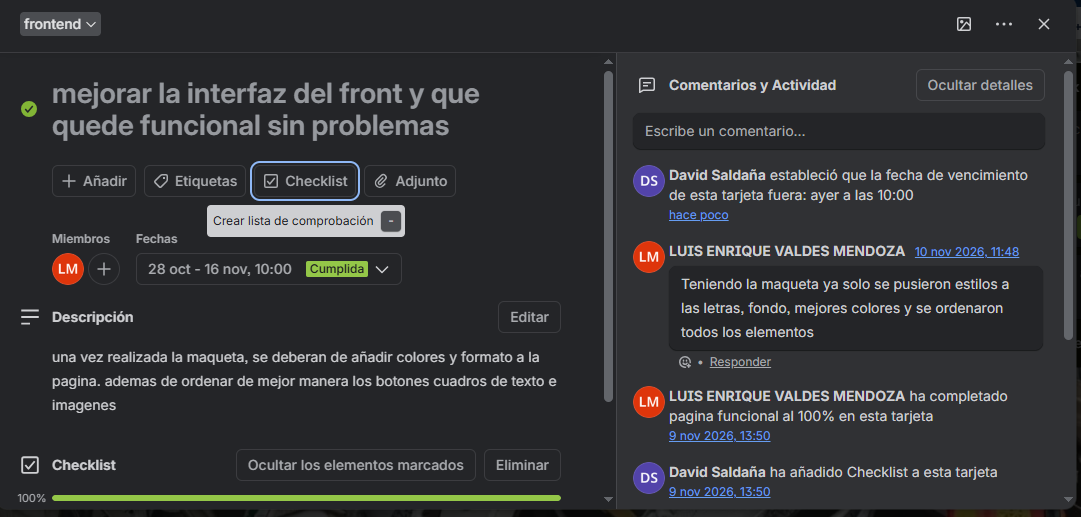 frontend
mejorar la interfaz del front y que
quede funcional sin problemas
Añadir
Etiquetas
Checklist
Adjunto
Crear lista de comprobación -
Miembros
Fechas
LM
28 oct - 16 nov, 10:00 Cumplida
Descripción
Editar
una vez realizada la maqueta, se deberan de añadir colores y formato a la
pagina. ademas de ordenar de mejor manera los botones cuadros de texto e
imagenes
Checklist
Ocultar los elementos marcados
Eliminar
100%
Comentarios y Actividad
Ocultar detalles
Escribe un comentario...
DS
David Saldaña estableció que la fecha de vencimiento
de esta tarjeta fuera: ayer a las 10:00
hace poco
LM
LUIS ENRIQUE VALDES MENDOZA 10 nov 2026, 11:48
Teniendo la maqueta ya solo se pusieron estilos a
las letras, fondo, mejores colores y se ordenaron
todos los elementos
• Responder
LM
LUIS ENRIQUE VALDES MENDOZA ha completado
pagina funcional al 100% en esta tarjeta
9 nov 2026, 13:50
DS
David Saldaña ha añadido Checklist a esta tarjeta
9 nov 2026, 13:50